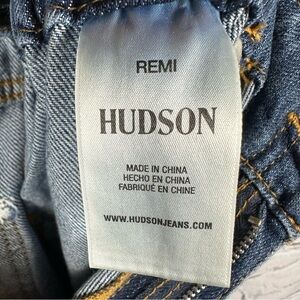 REMI
HUDSON
MADE IN CHINA
HECHO EN CHINA
FABRIQUÉ EN CHINE
WWW.HUDSONJEANS.COM